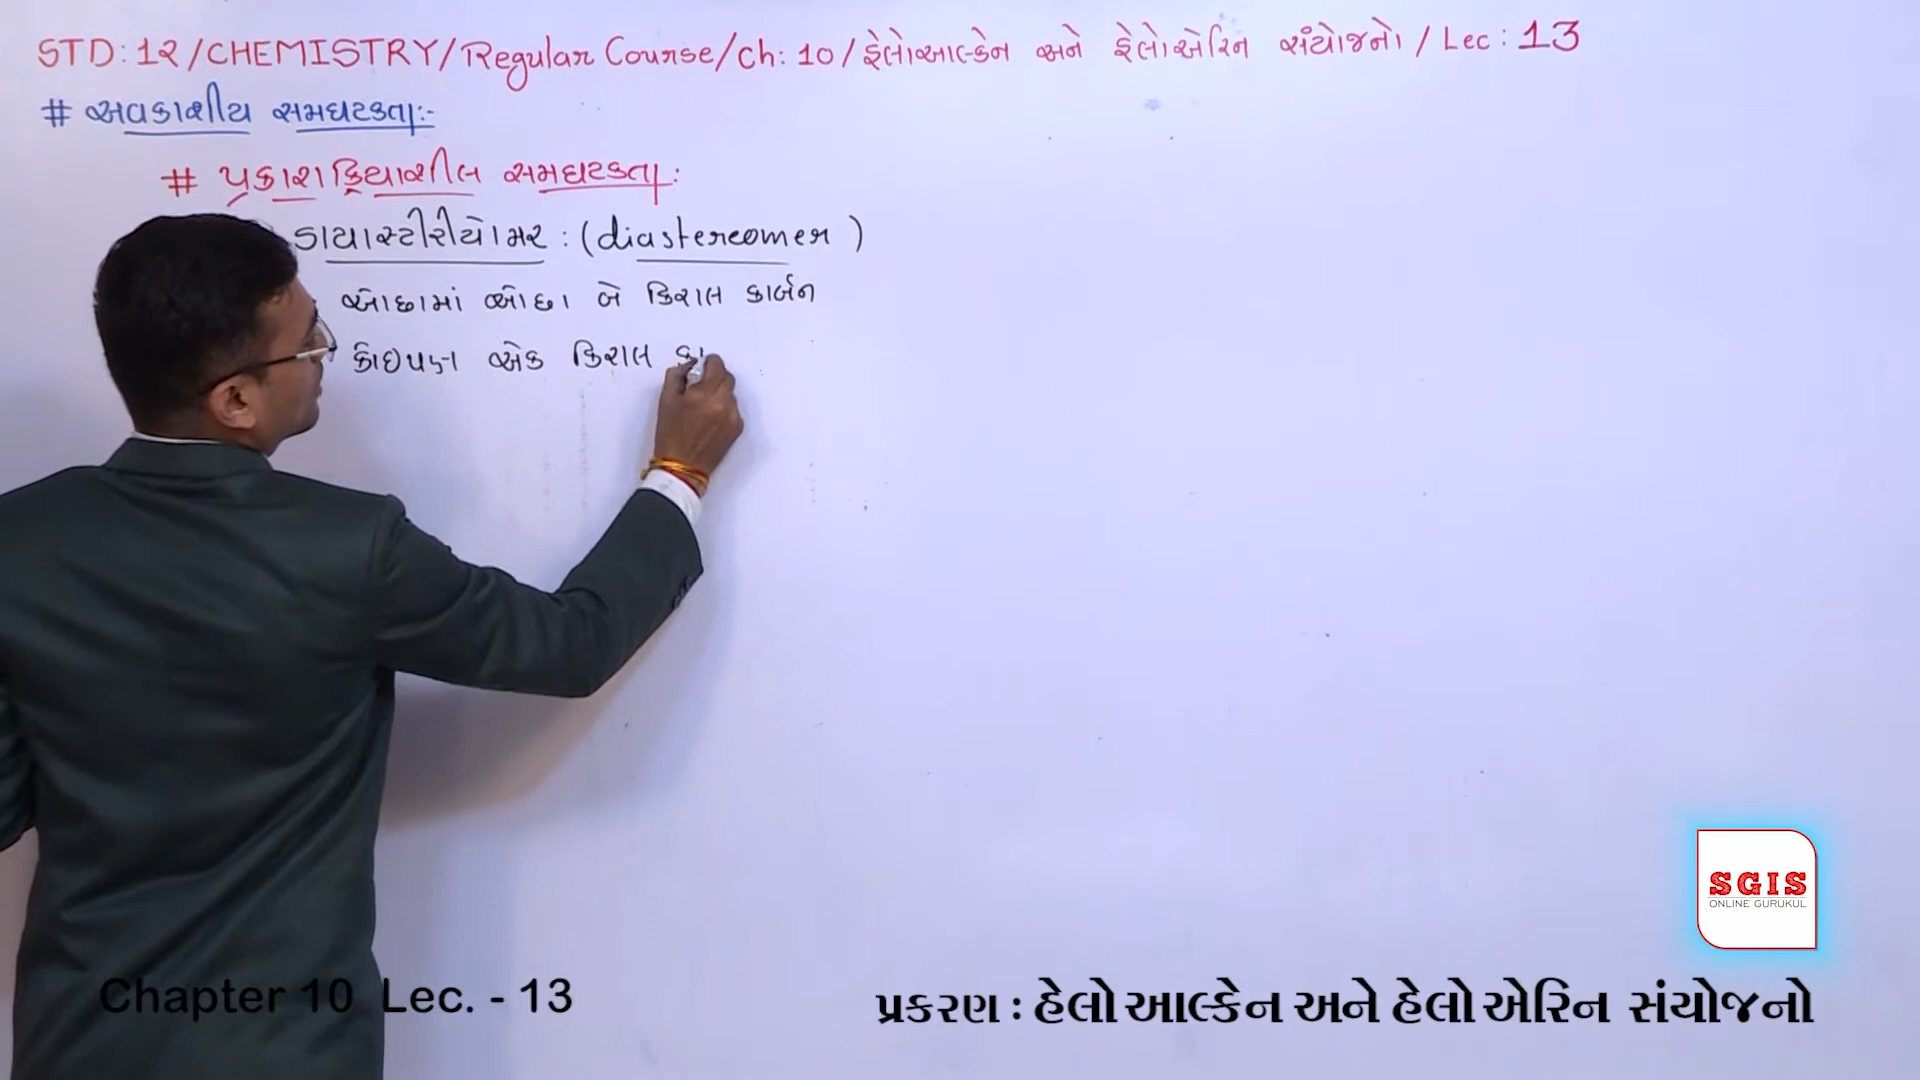 STD: 12/CHEMISTRY/Regular Course/Ch: 10/હેલોઆલ્કેન અને હેલોએરિન સંયોજનો/Lec: 13
# અવકાશીય સમઘટકતા:-
# પ્રકાશક્રિયાશીલ સમઘટકતા:
ડાયાસ્ટીરીયોમર: (diastereomer)
ઓછામાં ઓછા બે કિરાલ કાર્બન
કોઇપણ એક કિરાલ કા
SGIS
ONLINE GURUKUL
Chapter 10 Lec. - 13
પ્રકરણ : હેલોઆલ્કેન અને હેલોએરિન સંયોજનો